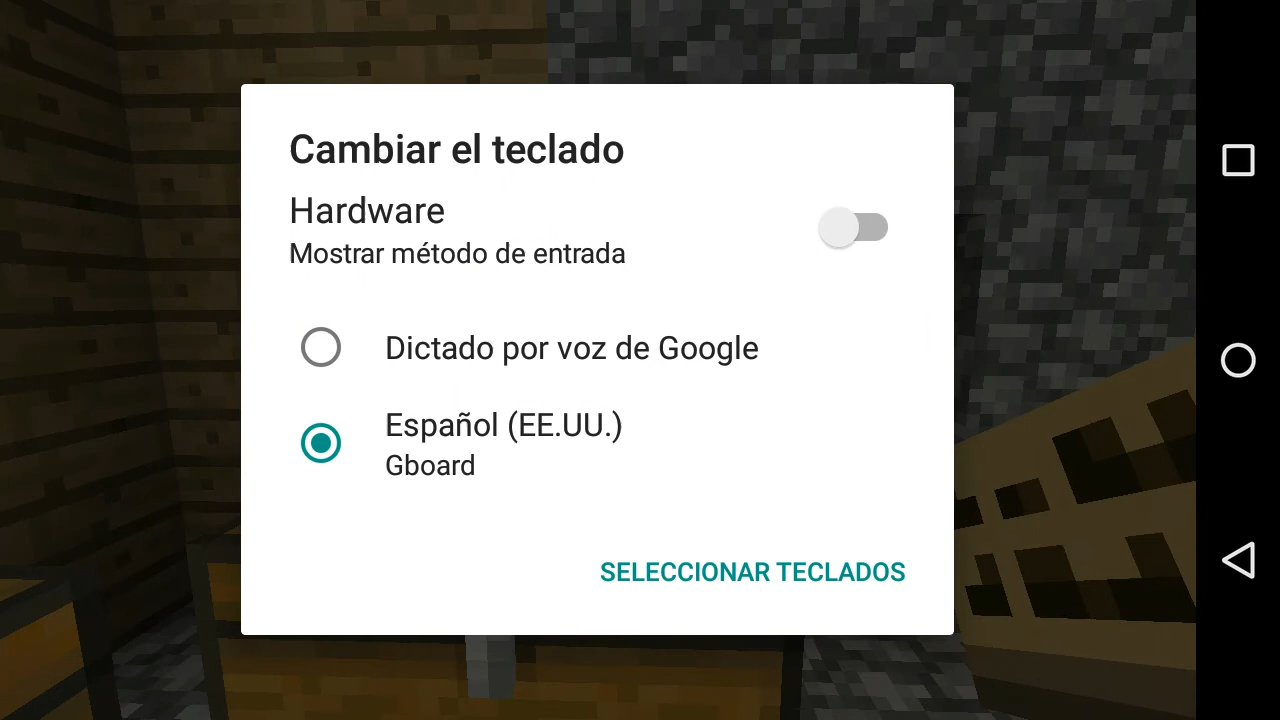 Cambiar el teclado
Hardware
Mostrar método de entrada
Dictado por voz de Google
Español (EE.UU.)
Gboard
SELECCIONAR TECLADOS